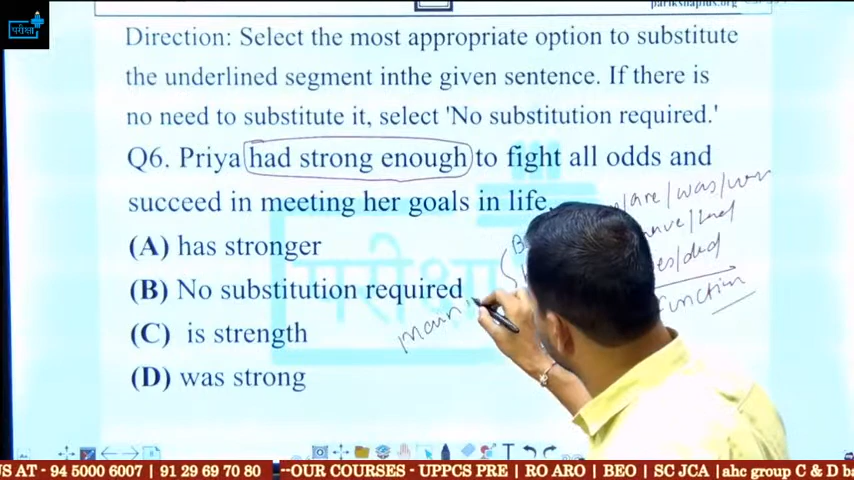 परीक्षा
parikshaplus.org
Direction: Select the most appropriate option to substitute
the underlined segment inthe given sentence. If there is
no need to substitute it, select 'No substitution required.'
Q6. Priya had strong enough to fight all odds and
succeed in meeting her goals in life.
/are/was/were
/had
(A) has stronger
es/did
(B) No substitution required
function
main
(C) is strength
(D) was strong
परीक्षा
US AT - 94 5000 6007 | 91 29 69 70 80 --OUR COURSES - UPPCS PRE | RO ARO | BEO | SC JCA |ahc group C & D ba